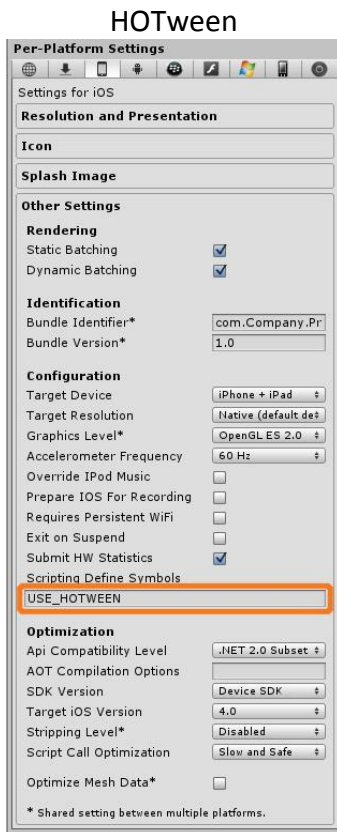 HOTween
Per-Platform Settings
Settings for iOS
Resolution and Presentation
Icon
Splash Image
Other Settings
Rendering
Static Batching
Dynamic Batching
Identification
Bundle Identifier* com.Company.Pr
Bundle Version* 1.0
Configuration
Target Device iPhone + iPad
Target Resolution Native (default de
Graphics Level* OpenGL ES 2.0
Accelerometer Frequency 60 Hz
Override IPod Music
Prepare IOS For Recording
Requires Persistent WiFi
Exit on Suspend
Submit HW Statistics
Scripting Define Symbols
USE_HOTWEEN
Optimization
Api Compatibility Level .NET 2.0 Subset
AOT Compilation Options
SDK Version Device SDK
Target iOS Version 4.0
Stripping Level* Disabled
Script Call Optimization Slow and Safe
Optimize Mesh Data*
* Shared setting between multiple platforms.